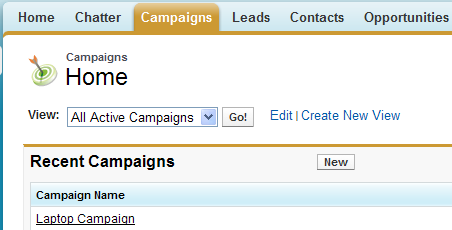 Home Chatter Campaigns Leads Contacts Opportunities
Campaigns
Home
View: All Active Campaigns Go! Edit | Create New View
Recent Campaigns New
Campaign Name
Laptop Campaign